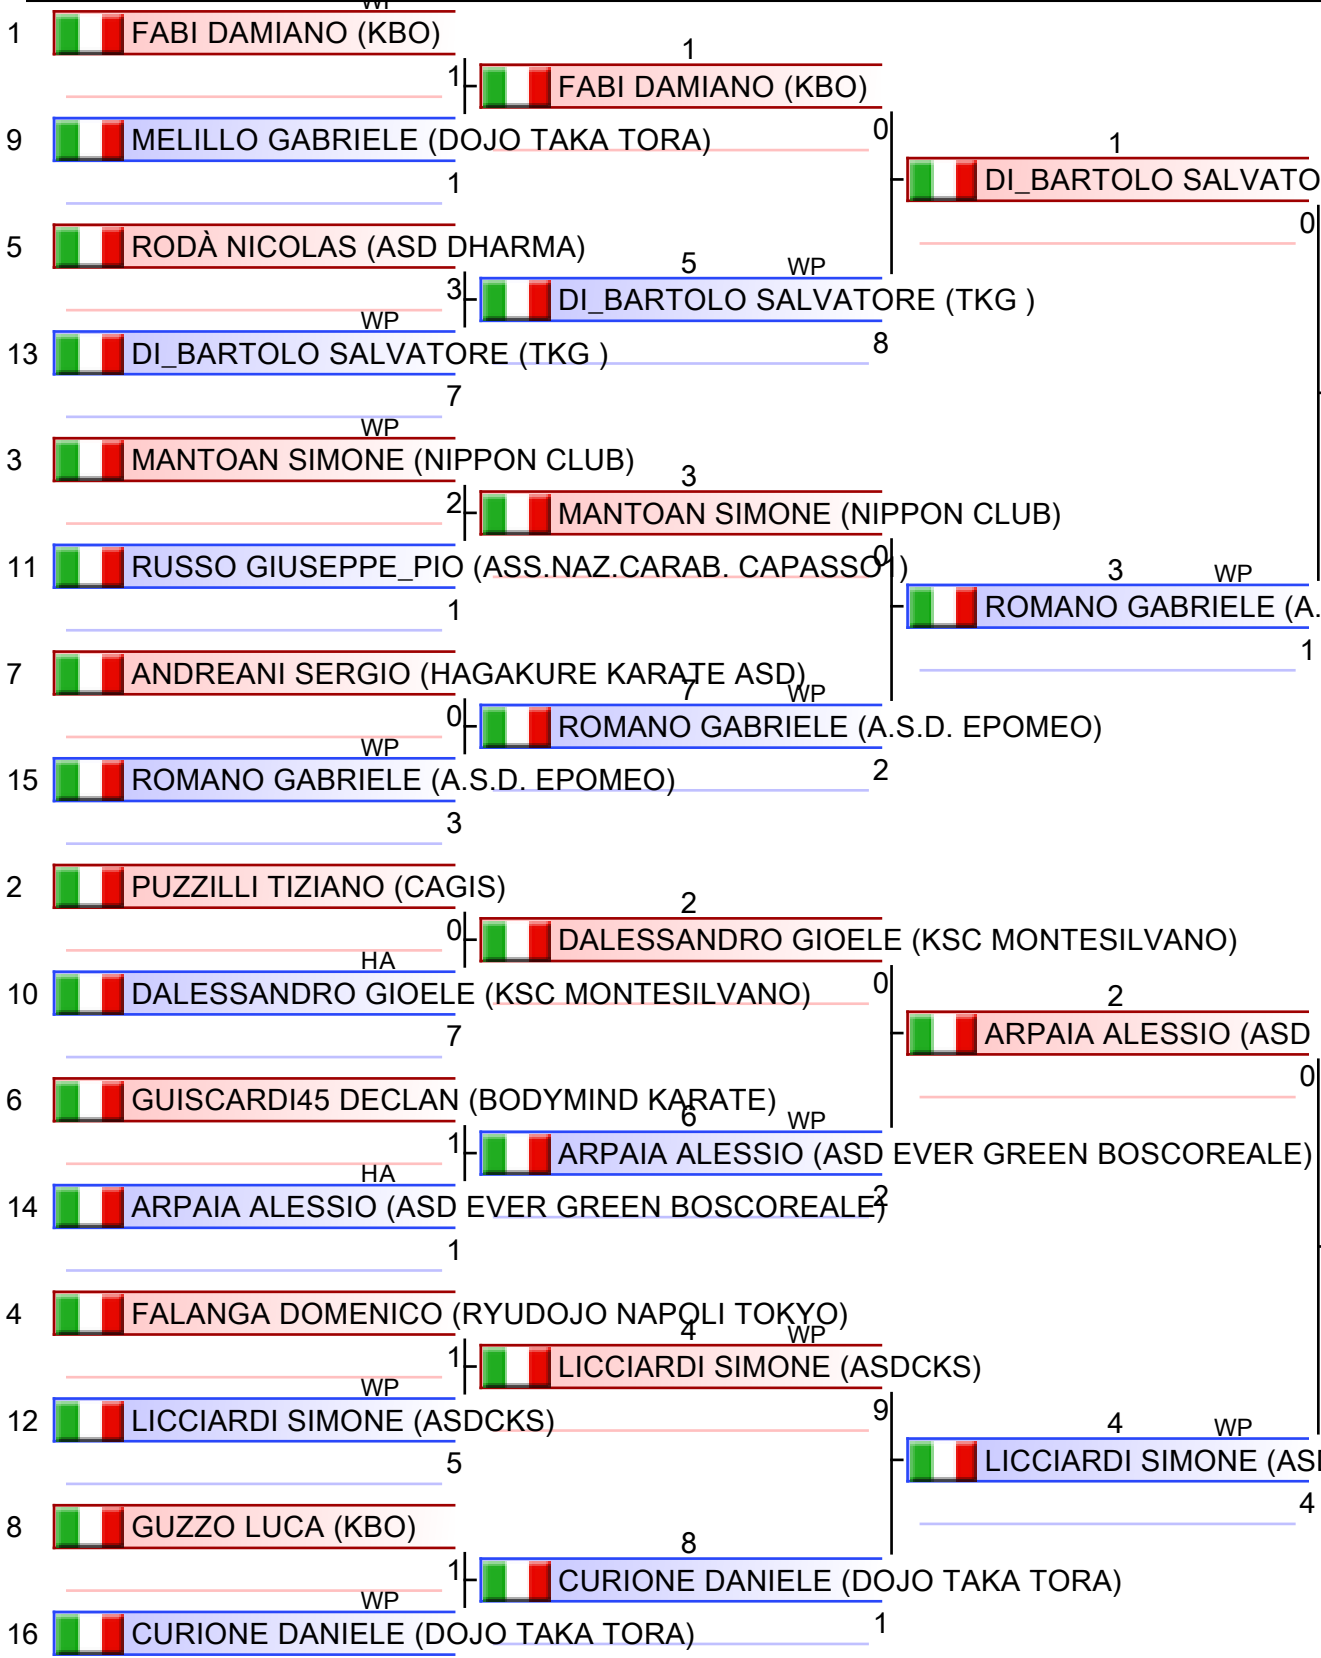 WP
1 FABI DAMIANO (KBO)
1
1
FABI DAMIANO (KBO)
9 MELILLO GABRIELE (DOJO TAKA TORA)
0
1
DI_BARTOLO SALVATO
1
0
5 RODÀ NICOLAS (ASD DHARMA)
5 WP
3
DI_BARTOLO SALVATORE (TKG )
WP
13 DI_BARTOLO SALVATORE (TKG )
8
7
WP
3 MANTOAN SIMONE (NIPPON CLUB)
3
2
MANTOAN SIMONE (NIPPON CLUB)
11 RUSSO GIUSEPPE_PIO (ASS.NAZ.CARAB. CAPASSO 1)
0
3 WP
ROMANO GABRIELE (A.
1
1
7 ANDREANI SERGIO (HAGAKURE KARATE ASD)
7 WP
0
ROMANO GABRIELE (A.S.D. EPOMEO)
WP
15 ROMANO GABRIELE (A.S.D. EPOMEO)
2
3
2 PUZZILLI TIZIANO (CAGIS)
2
0
DALESSANDRO GIOELE (KSC MONTESILVANO)
HA
10 DALESSANDRO GIOELE (KSC MONTESILVANO)
0
2
ARPAIA ALESSIO (ASD
7
0
6 GUISCARDI45 DECLAN (BODYMIND KARATE)
6 WP
1
ARPAIA ALESSIO (ASD EVER GREEN BOSCOREALE)
HA
14 ARPAIA ALESSIO (ASD EVER GREEN BOSCOREALE)
2
1
4 FALANGA DOMENICO (RYUDOJO NAPOLI TOKYO)
4 WP
1
LICCIARDI SIMONE (ASDCKS)
WP
12 LICCIARDI SIMONE (ASDCKS)
9
4 WP
LICCIARDI SIMONE (AS
5
4
8 GUZZO LUCA (KBO)
8
1
CURIONE DANIELE (DOJO TAKA TORA)
WP
16 CURIONE DANIELE (DOJO TAKA TORA)
1